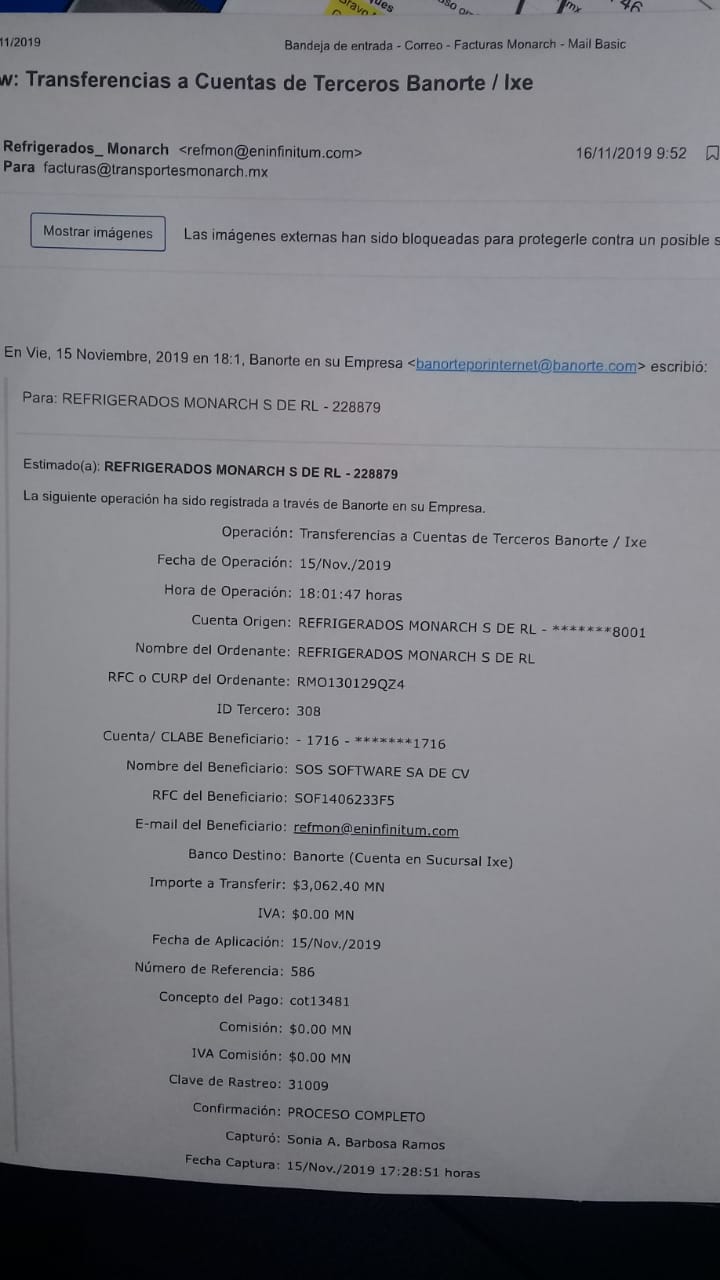 46
11/2019
Bandeja de entrada - Correo - Facturas Monarch - Mail Basic
w: Transferencias a Cuentas de Terceros Banorte / Ixe
Refrigerados_ Monarch <refmon@eninfinitum.com>
16/11/2019 9:52
Para facturas@transportesmonarch.mx
Mostrar imágenes
Las imágenes externas han sido bloqueadas para protegerle contra un posible s
En Vie, 15 Noviembre, 2019 en 18:1, Banorte en su Empresa <banorteporinternet@banorte.com> escribió:
Para: REFRIGERADOS MONARCH S DE RL - 228879
Estimado(a): REFRIGERADOS MONARCH S DE RL - 228879
La siguiente operación ha sido registrada a través de Banorte en su Empresa.
Operación: Transferencias a Cuentas de Terceros Banorte / Ixe
Fecha de Operación: 15/Nov./2019
Hora de Operación: 18:01:47 horas
Cuenta Origen: REFRIGERADOS MONARCH S DE RL - *******8001
Nombre del Ordenante: REFRIGERADOS MONARCH S DE RL
RFC o CURP del Ordenante: RMO130129QZ4
ID Tercero: 308
Cuenta/ CLABE Beneficiario: - 1716 - *******1716
Nombre del Beneficiario: SOS SOFTWARE SA DE CV
RFC del Beneficiario: SOF1406233F5
E-mail del Beneficiario: refmon@eninfinitum.com
Banco Destino: Banorte (Cuenta en Sucursal Ixe)
Importe a Transferir: $3,062.40 MN
IVA: $0.00 MN
Fecha de Aplicación: 15/Nov./2019
Número de Referencia: 586
Concepto del Pago: cot13481
Comisión: $0.00 MN
IVA Comisión: $0.00 MN
Clave de Rastreo: 31009
Confirmación: PROCESO COMPLETO
Capturó: Sonia A. Barbosa Ramos
Fecha Captura: 15/Nov./2019 17:28:51 horas